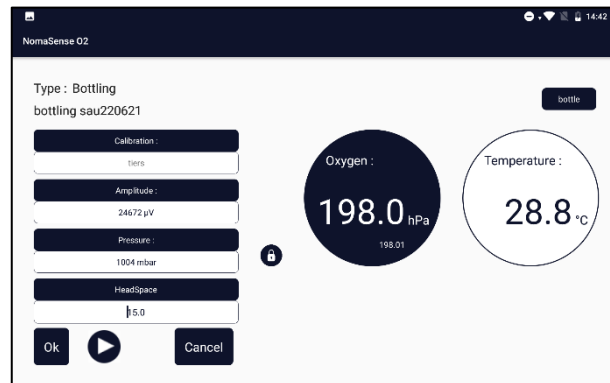 14:42
NomaSense O2
Type : Bottling
bottling sau220621
bottle
Calibration :
tiers
Amplitude :
24672 µV
Pressure :
1004 mbar
HeadSpace
15.0
Ok
Cancel
Oxygen :
198.0 hPa
198.01
Temperature :
28.8 °C